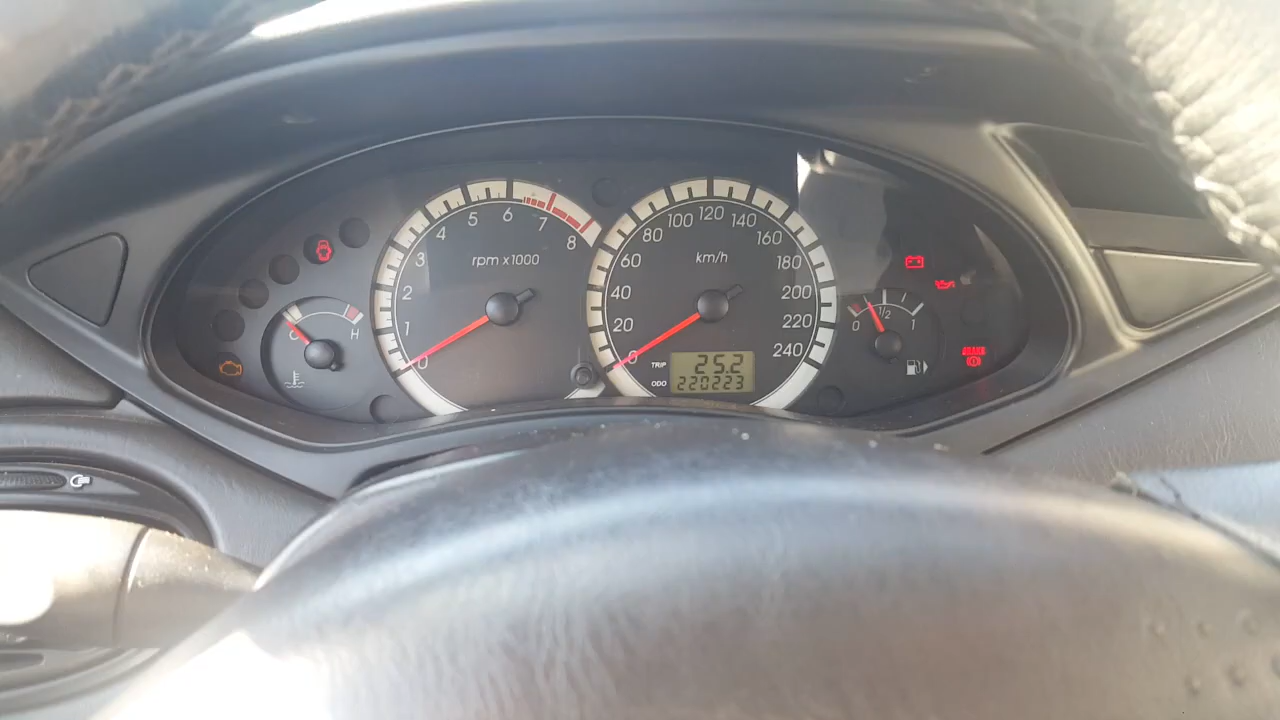 0 1 2 3 4 5 6 7 8
rpm x1000
0 20 40 60 80 100 120 140 160 180 200 220 240
km/h
TRIP 25.2
ODO 220223
C H
0 1/2 1
BRAKE